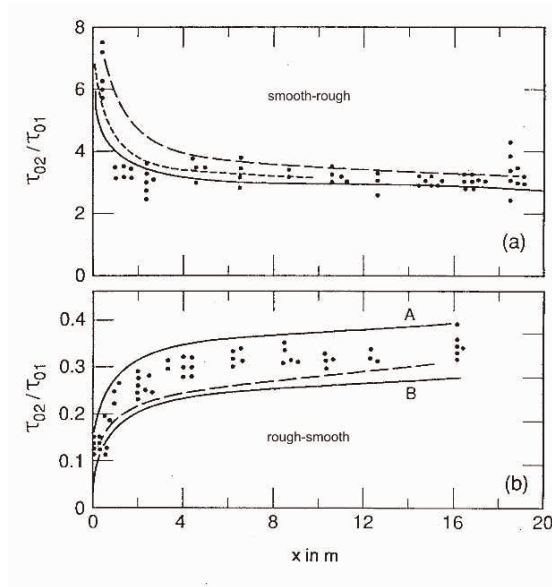 8
6
τ₀₂/τ₀₁
smooth-rough
4
2
(a)
0
0.4
A
0.3
τ₀₂/τ₀₁
0.2
B
0.1
rough-smooth
(b)
0
0 4 8 12 16 20
x in m